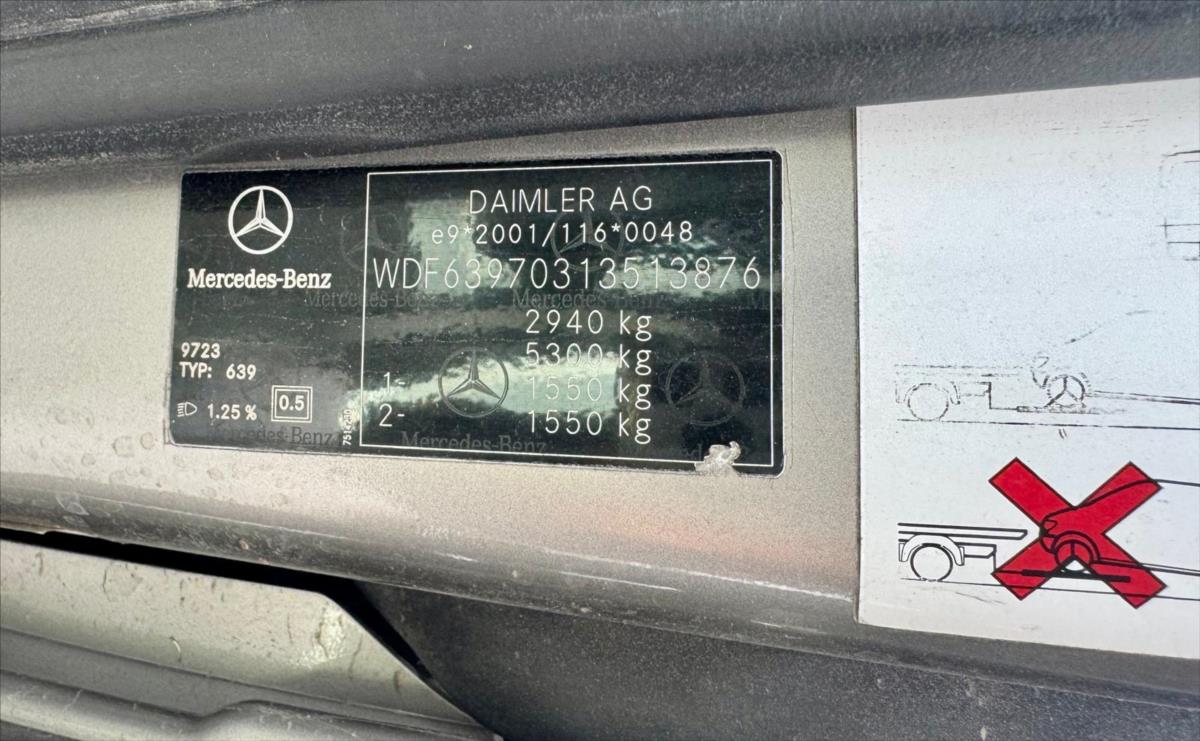 Mercedes-Benz
9723
TYP: 639
1.25 %
0.5
DAIMLER AG
e9*2001/116*0048
WDF63970313513876
2940 kg
5300 kg
1- 1550 kg
2- 1550 kg